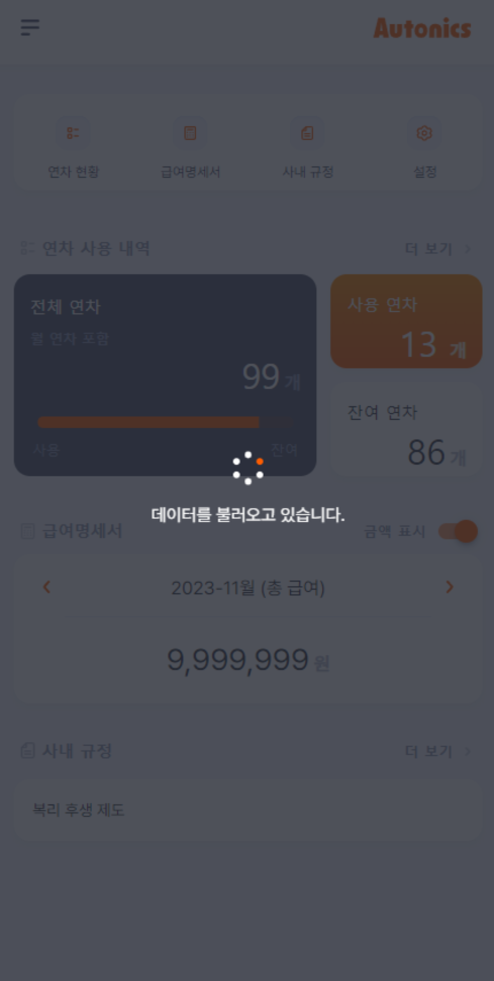 Autonics
연차 현황 급여명세서 사내 규정 설정
연차 사용 내역 더 보기
전체 연차
월 연차 포함
99 개
사용 잔여
사용 연차
13 개
잔여 연차
86 개
데이터를 불러오고 있습니다.
급여명세서 금액 표시
2023-11월 (총 급여)
9,999,999 원
사내 규정 더 보기
복리 후생 제도